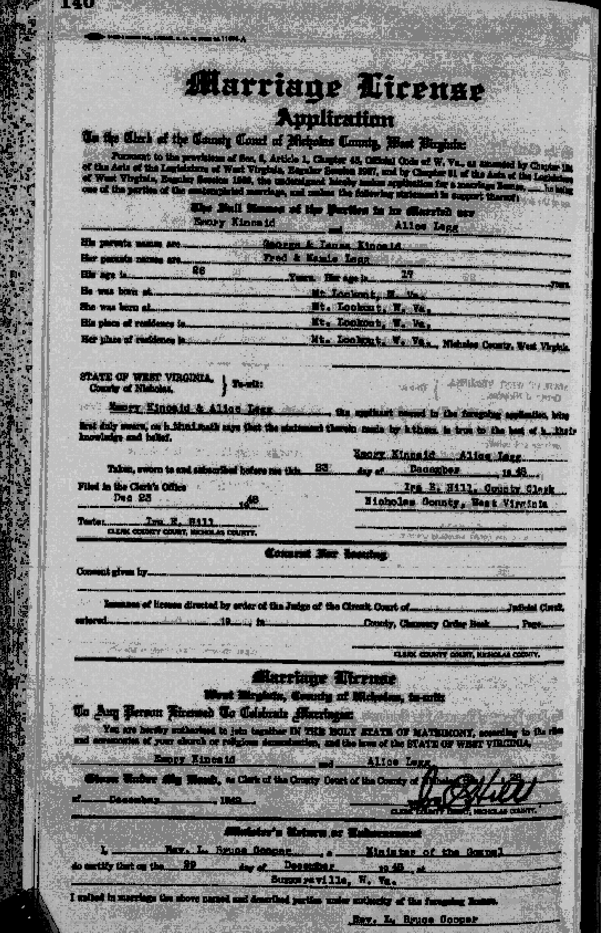 140
Marriage License
Application
To the Clerk of the County Court of Nicholas County, West Virginia:
Pursuant to the provisions of Sec. 6, Article 1, Chapter 48, Official Code of W. Va., as amended by Chapter
of the Acts of the Legislature of West Virginia, Regular Session 1937, and by Chapter 31 of the Acts of the Legislature
of West Virginia, Regular Session 1939, the undersigned hereby makes application for a marriage license, he being
one of the parties of the contemplated marriage, and makes the following statement in support thereof:
The Full Names of the Parties to be Married are
Emory Kincaid and Alice Legg
His parents names are George & Kincaid
Her parents names are Fred & Mamie Legg
His age is 26 Years. Her age is 17 years.
He was born at Mt Lookout, W. Va.
She was born at Mt. Lookout, W. Va.
His place of residence is Mt. Lookout, W. Va.
Her place of residence is Mt. Lookout, W. Va., Nicholas County, West Virginia.
STATE OF WEST VIRGINIA,
County of Nicholas, } To-wit:
Emory Kincaid & Alice Legg the applicant named in the foregoing application, being
first duly sworn, on says that the statement therein made by them is true to the best of their
knowledge and belief.
Emory Kincaid Alice Legg
Taken, sworn to and subscribed before me this 23 day of December, 19 48
Filed in the Clerk's Office Ira E. Hill, County Clerk
Dec 23 19 48 Nicholas County, West Virginia
Teste: Ira E. Hill
CLERK COUNTY COURT, NICHOLAS COUNTY.
Consent For Issuing
Consent given by
Issuance of license directed by order of the Judge of the Circuit Court of Judicial Circuit,
entered 19 in County, Chancery Order Book Page
CLERK COUNTY COURT, NICHOLAS COUNTY.
Marriage License
West Virginia, County of Nicholas, to-wit:
To Any Person Licensed To Celebrate Marriages:
You are hereby authorized to join together IN THE HOLY STATE OF MATRIMONY, according to the rites
and ceremonies of your church or religious denomination, and the laws of the STATE OF WEST VIRGINIA,
Emory Kincaid and Alice Legg
Given Under My Hand, as Clerk of the County Court of the County of Nicholas
of December, 19
CLERK COUNTY COURT, NICHOLAS COUNTY.
Minister's Return or Endorsement
I, Rev. L. Bruce Cooper, a Minister of the Gospel
do certify that on the 29 day of December 19 48, at
Summersville, W. Va.
I united in marriage the above named and described parties under authority of the foregoing license.
Rev. L. Bruce Cooper